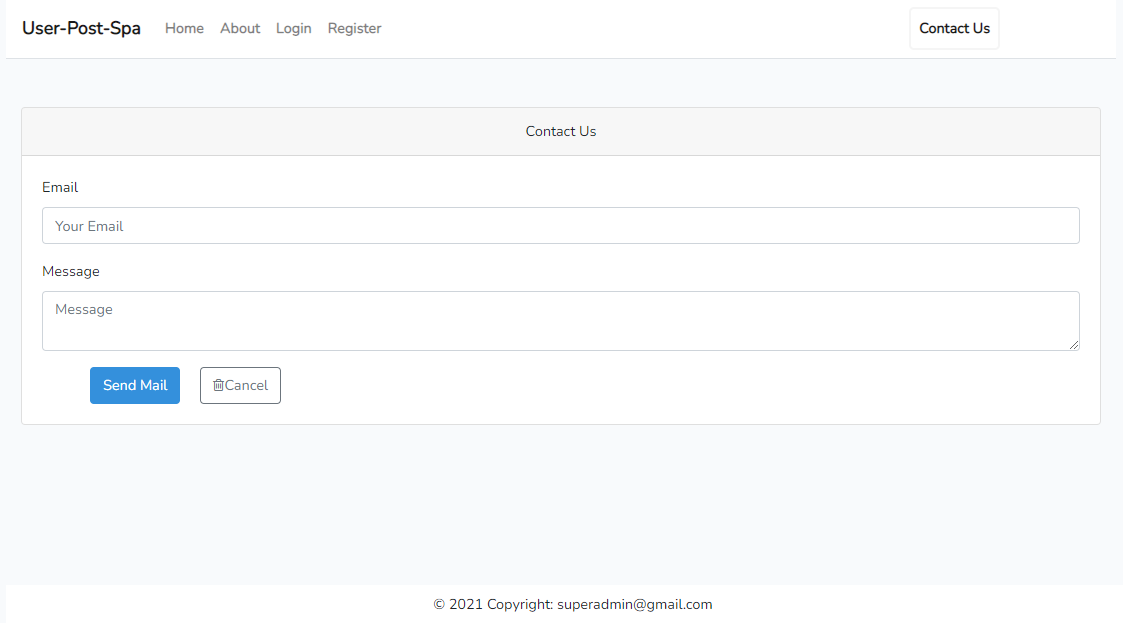 User-Post-Spa Home About Login Register Contact Us
Contact Us
Email
Your Email
Message
Message
Send Mail Cancel
© 2021 Copyright: superadmin@gmail.com